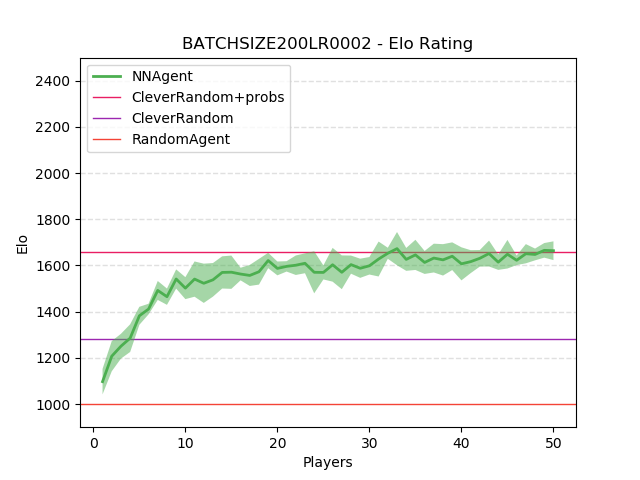 BATCHSIZE200LR0002 - Elo Rating
NNAgent
CleverRandom+probs
CleverRandom
RandomAgent
Elo
2400
2200
2000
1800
1600
1400
1200
1000
0 10 20 30 40 50
Players